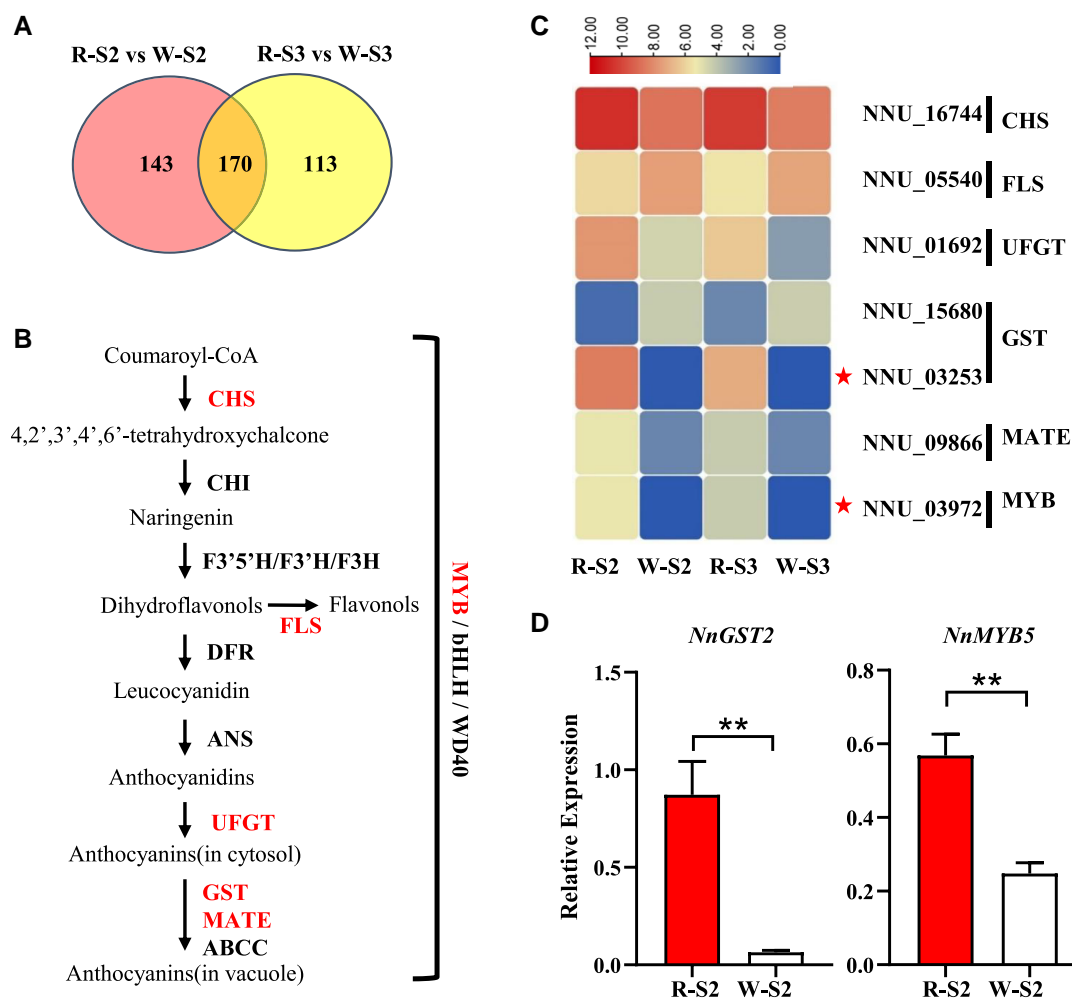 A
R-S2 vs W-S2
R-S3 vs W-S3
143
170
113
B
Coumaroyl-CoA
CHS
4,2’,3’,4’,6’-tetrahydroxychalcone
CHI
Naringenin
F3’5’H/F3’H/F3H
Dihydroflavonols
Flavonols
FLS
DFR
Leucocyanidin
ANS
Anthocyanidins
UFGT
Anthocyanins(in cytosol)
GST
MATE
ABCC
Anthocyanins(in vacuole)
MYB / bHLH / WD40
C
12.00
10.00
8.00
6.00
4.00
2.00
0.00
NNU_16744
CHS
NNU_05540
FLS
NNU_01692
UFGT
NNU_15680
GST
NNU_03253
NNU_09866
MATE
NNU_03972
MYB
R-S2
W-S2
R-S3
W-S3
D
NnGST2
Relative Expression
1.5
1.0
0.5
0.0
**
R-S2
W-S2
NnMYB5
0.8
0.6
0.4
0.2
0.0
**
R-S2
W-S2